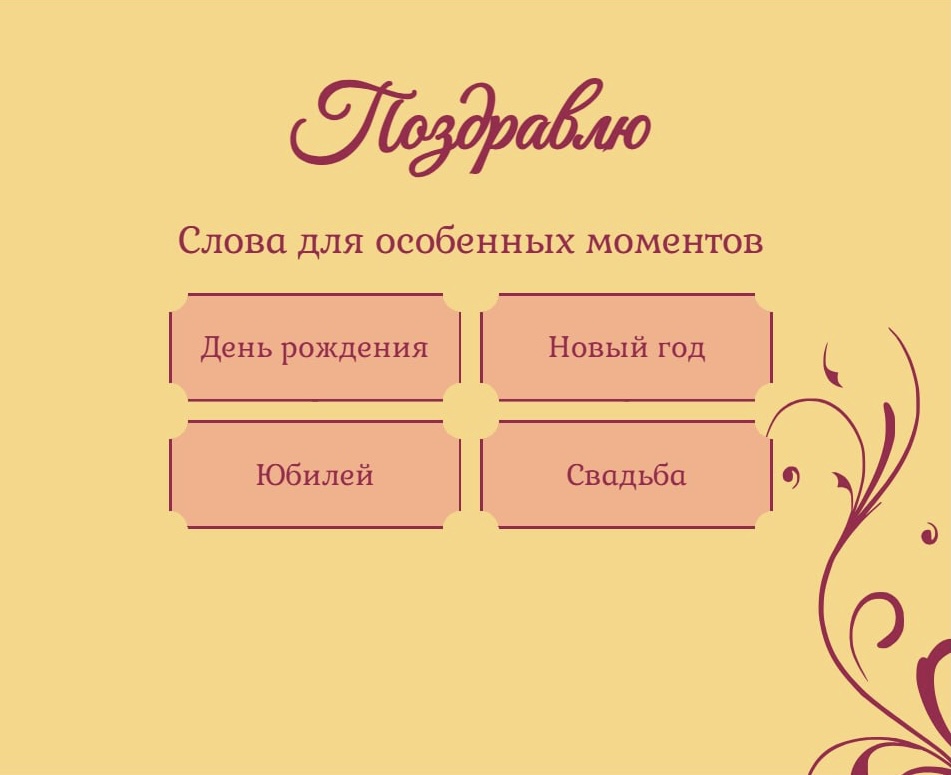 Поздравлю
Слова для особенных моментов
День рождения
Новый год
Юбилей
Свадьба